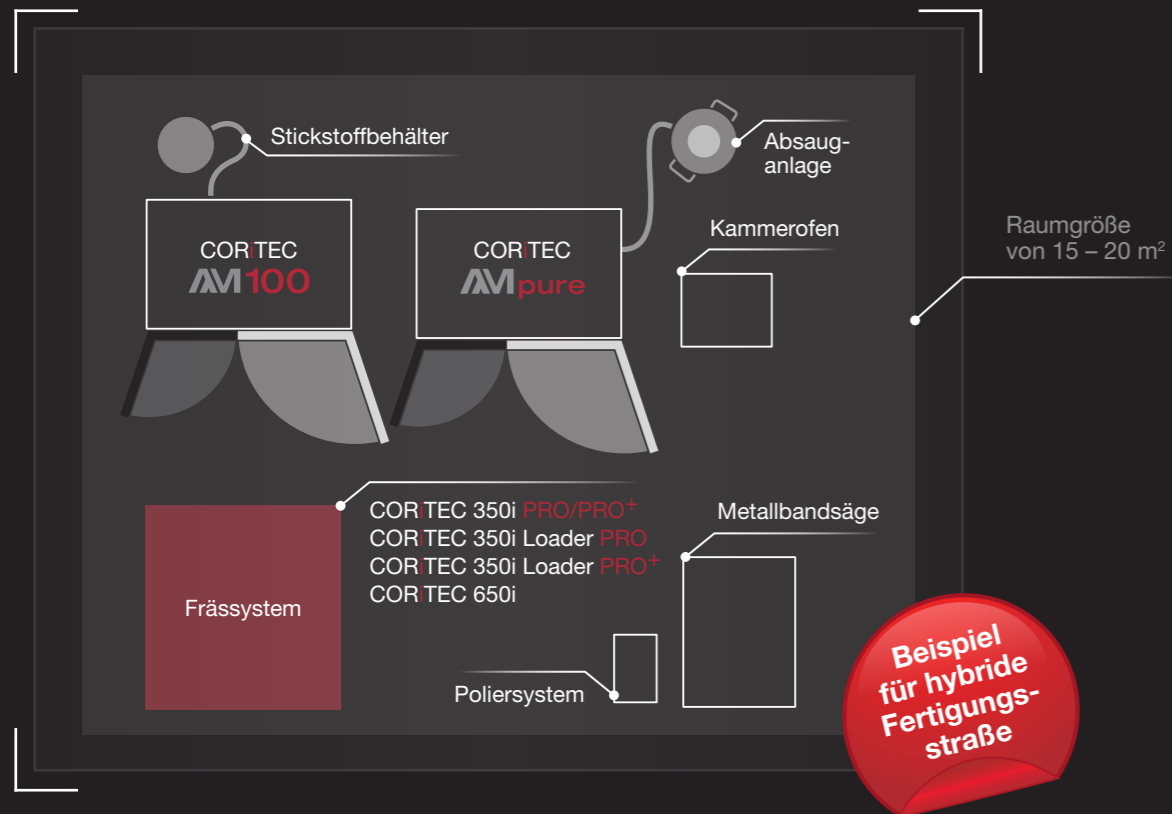 Stickstoffbehälter
Absaug-
anlage
CORiTEC
AM100
CORiTEC
AMpure
Kammerofen
Raumgröße
von 15 – 20 m²
CORiTEC 350i PRO/PRO⁺
CORiTEC 350i Loader PRO
CORiTEC 350i Loader PRO⁺
CORiTEC 650i
Metallbandsäge
Frässystem
Poliersystem
Beispiel
für hybride
Fertigungs-
straße